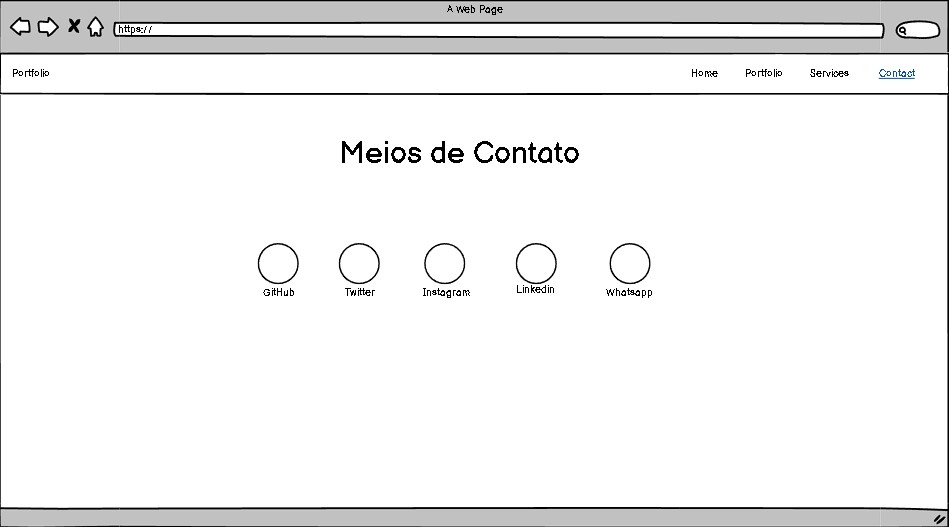 A Web Page
https://
Portfolio Home Portfolio Services Contact
Meios de Contato
GitHub Twitter Instagram Linkedin Whatsapp